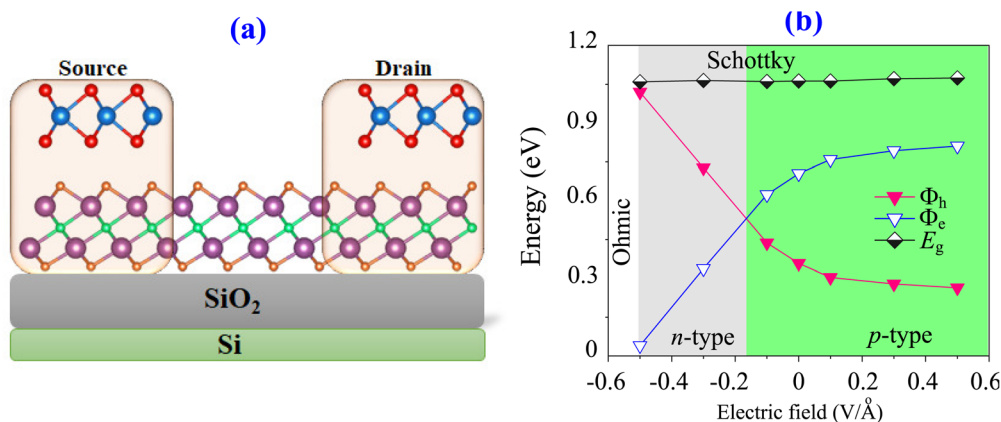 (a)
Source
Drain
SiO2
Si
(b)
1.2
0.9
0.6
0.3
0
Energy (eV)
Schottky
Ohmic
Φh
Φe
Eg
n-type
p-type
-0.6 -0.4 -0.2 0 0.2 0.4 0.6
Electric field (V/Å)